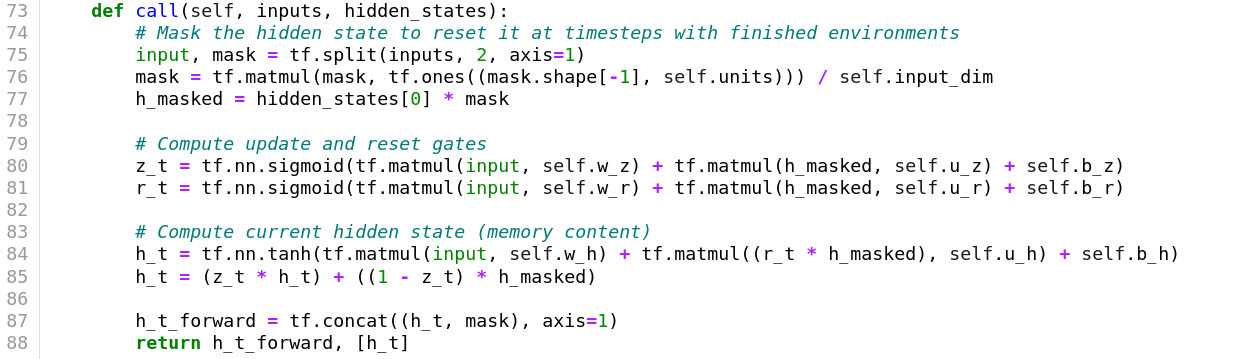 73     def call(self, inputs, hidden_states):
74         # Mask the hidden state to reset it at timesteps with finished environments
75         input, mask = tf.split(inputs, 2, axis=1)
76         mask = tf.matmul(mask, tf.ones((mask.shape[-1], self.units))) / self.input_dim
77         h_masked = hidden_states[0] * mask
78
79         # Compute update and reset gates
80         z_t = tf.nn.sigmoid(tf.matmul(input, self.w_z) + tf.matmul(h_masked, self.u_z) + self.b_z)
81         r_t = tf.nn.sigmoid(tf.matmul(input, self.w_r) + tf.matmul(h_masked, self.u_r) + self.b_r)
82
83         # Compute current hidden state (memory content)
84         h_t = tf.nn.tanh(tf.matmul(input, self.w_h) + tf.matmul((r_t * h_masked), self.u_h) + self.b_h)
85         h_t = (z_t * h_t) + ((1 - z_t) * h_masked)
86
87         h_t_forward = tf.concat((h_t, mask), axis=1)
88         return h_t_forward, [h_t]